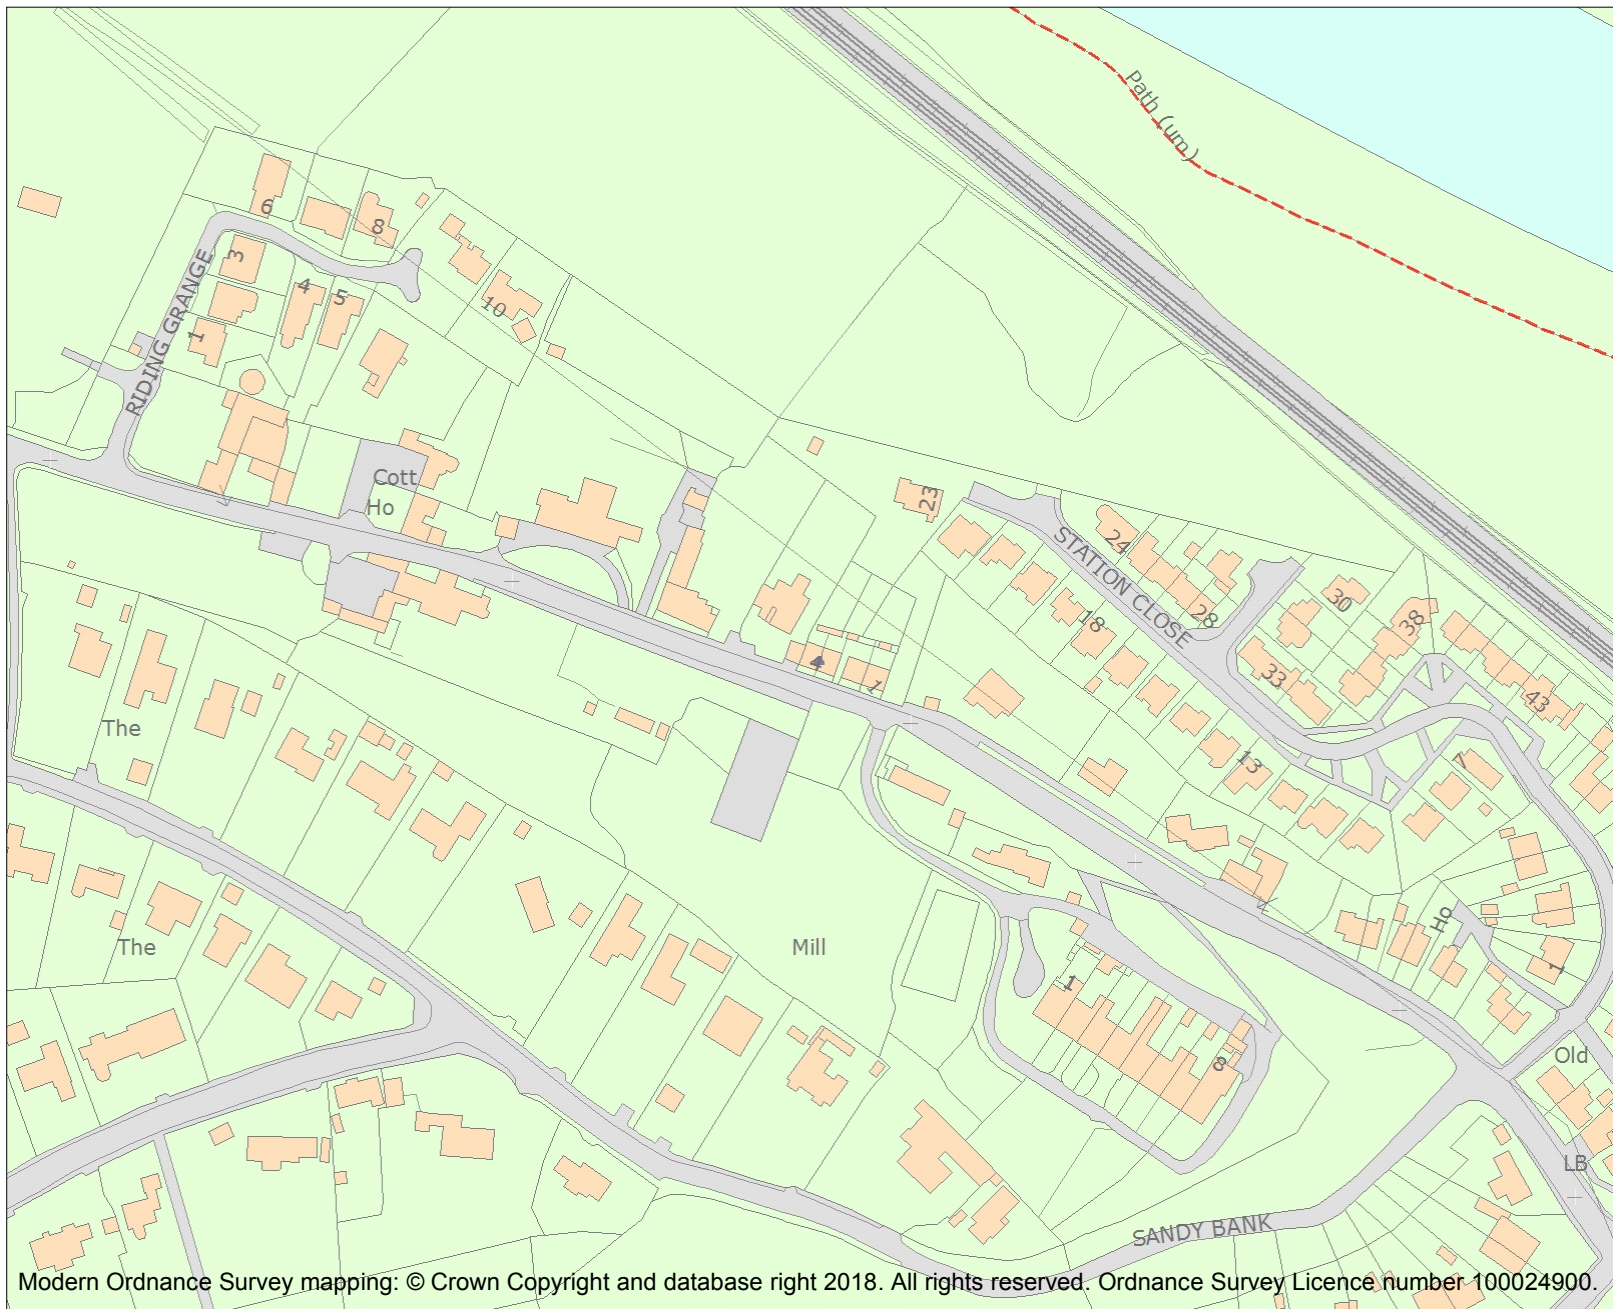 Path (um)
6
8
3
RIDING GRANGE
4
5
10
1
Cott
Ho
23
24
STATION CLOSE
30
28
18
38
33
43
4
1
The
13
7
The
Mill
Ho
1
1
Old
8
LB
SANDY BANK
Modern Ordnance Survey mapping: © Crown Copyright and database right 2018. All rights reserved. Ordnance Survey Licence number 100024900.